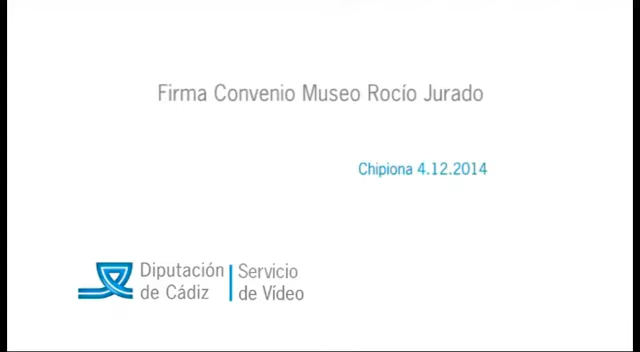 Firma Convenio Museo Rocío Jurado
Chipiona 4.12.2014
Diputación
de Cádiz
Servicio
de Vídeo